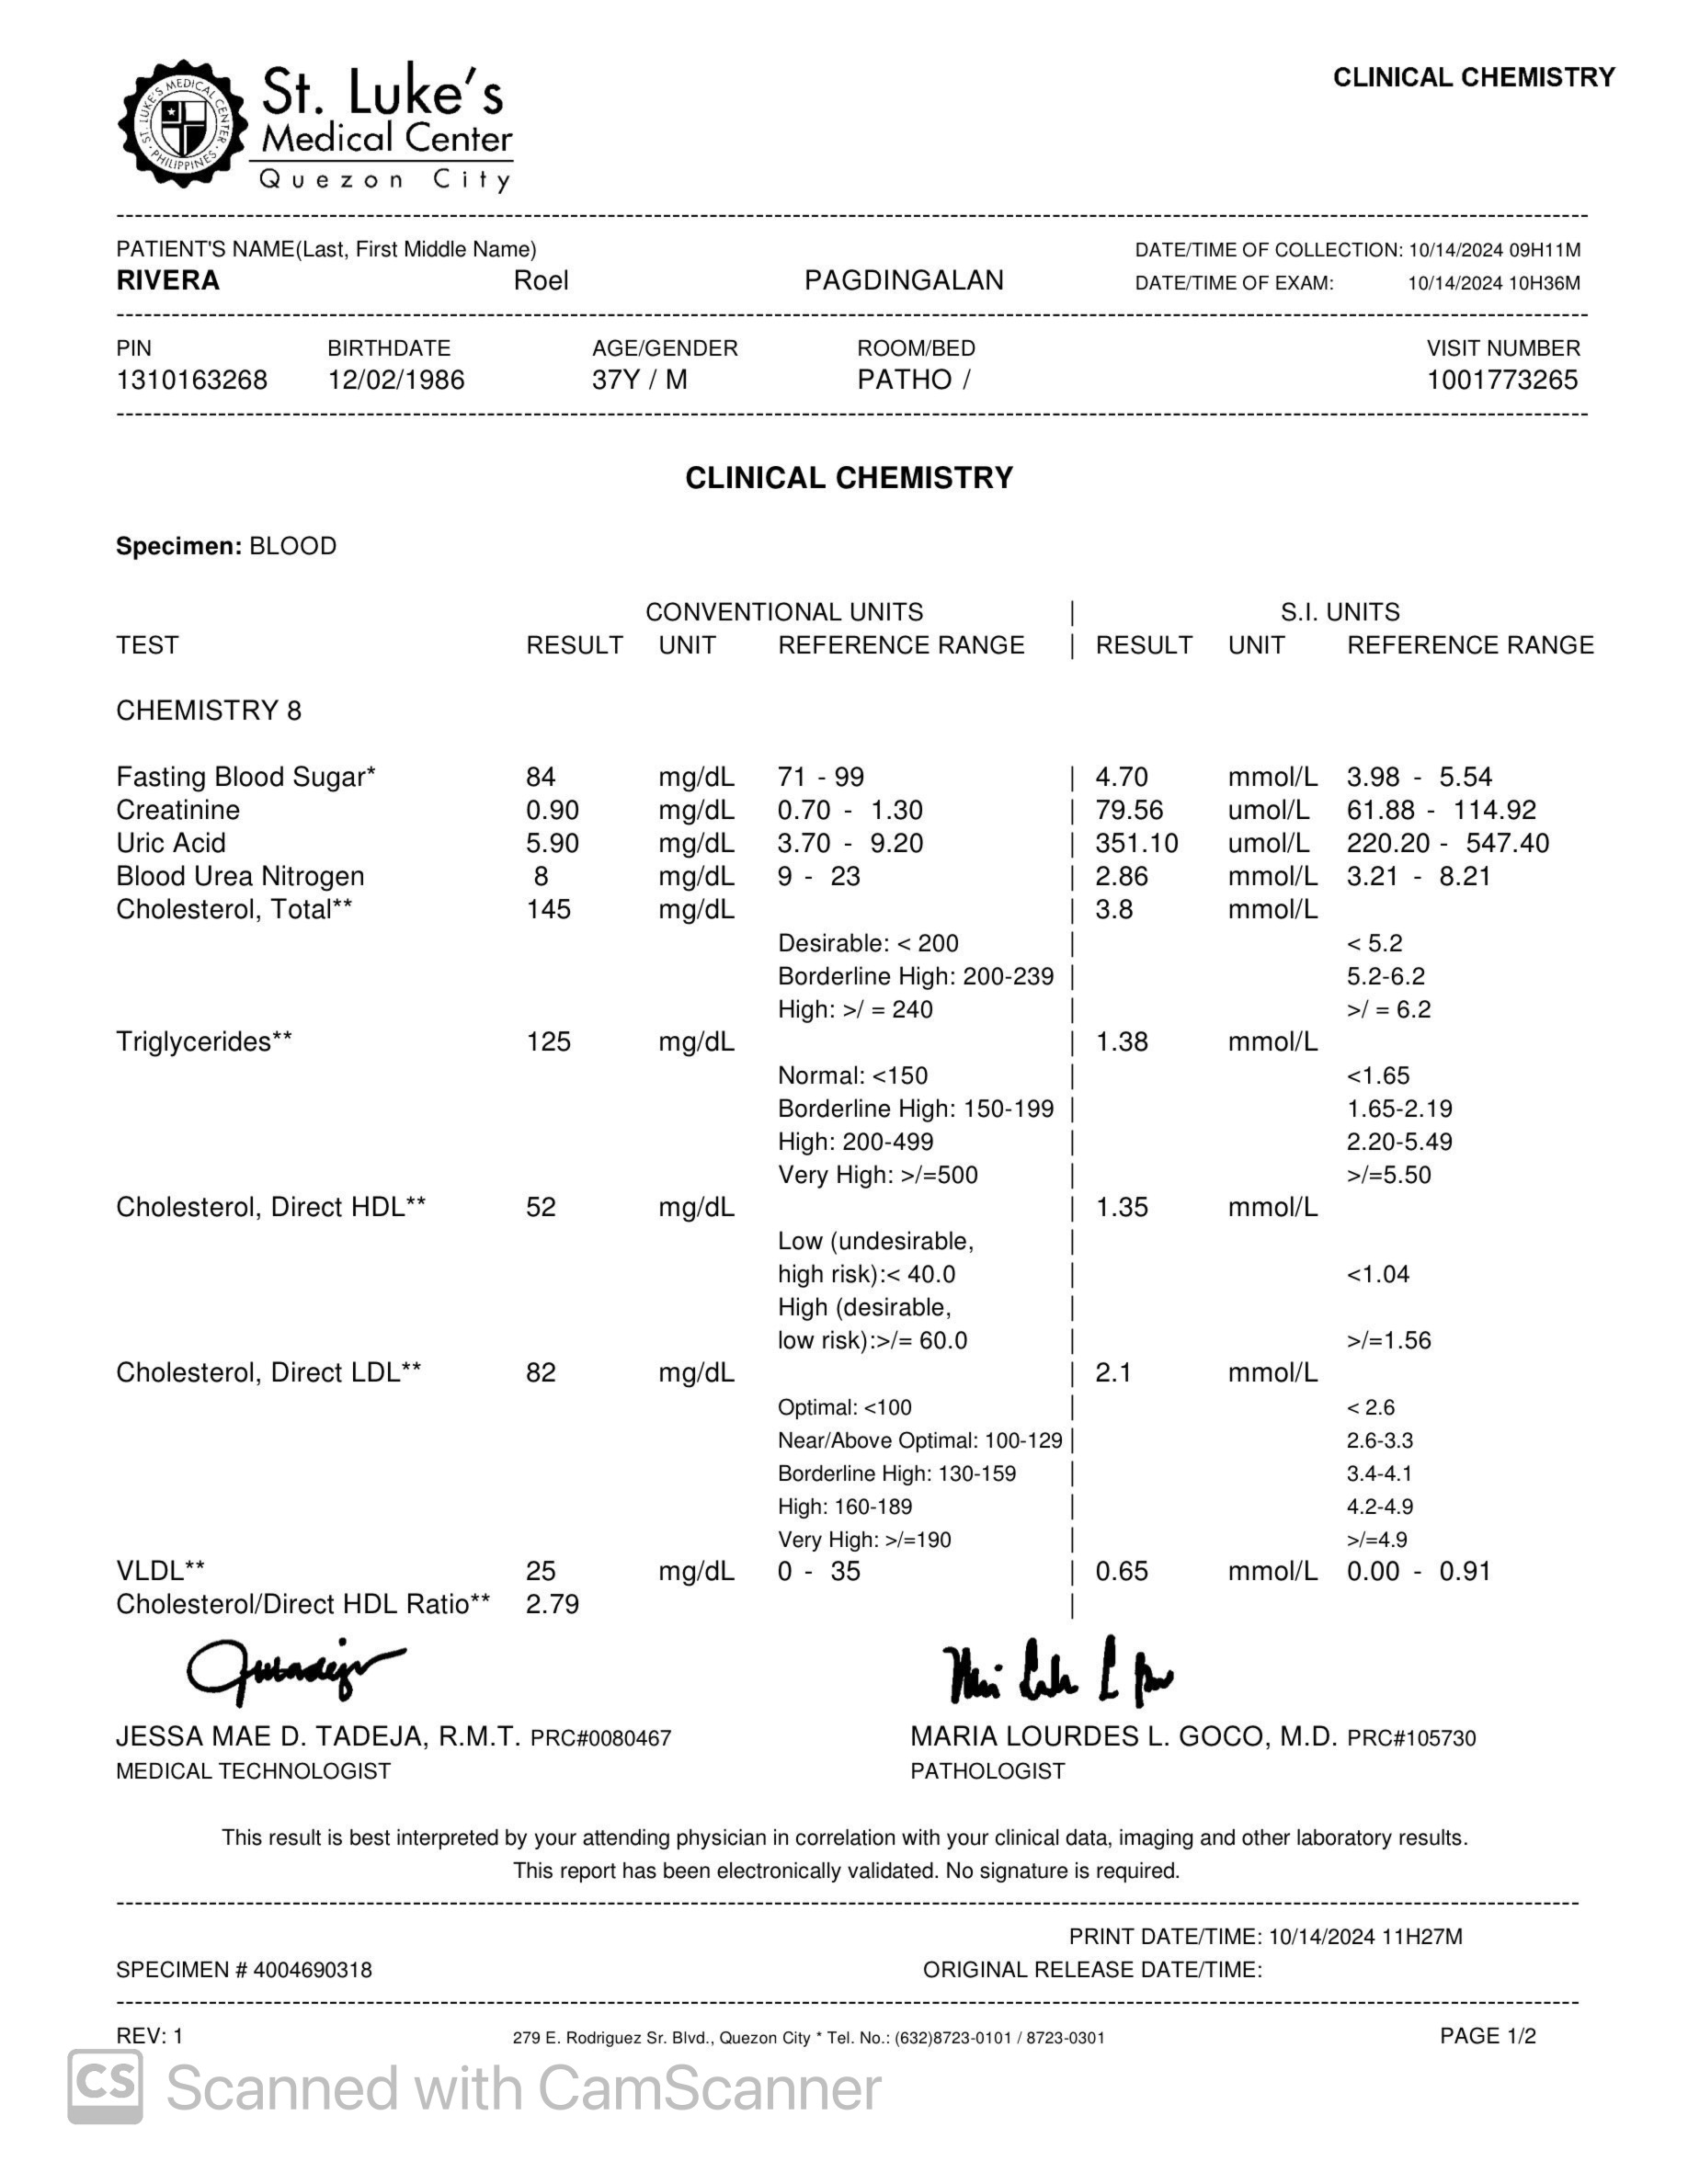 CLINICAL CHEMISTRY
ST. LUKE'S MEDICAL CENTER · PHILIPPINES ·
St. Luke's
Medical Center
Quezon City
PATIENT'S NAME(Last, First Middle Name) DATE/TIME OF COLLECTION: 10/14/2024 09H11M
RIVERA Roel PAGDINGALAN DATE/TIME OF EXAM: 10/14/2024 10H36M
PIN BIRTHDATE AGE/GENDER ROOM/BED VISIT NUMBER
1310163268 12/02/1986 37Y / M PATHO / 1001773265
CLINICAL CHEMISTRY
Specimen: BLOOD
CONVENTIONAL UNITS | S.I. UNITS
TEST RESULT UNIT REFERENCE RANGE | RESULT UNIT REFERENCE RANGE
CHEMISTRY 8
Fasting Blood Sugar* 84 mg/dL 71 - 99 | 4.70 mmol/L 3.98 - 5.54
Creatinine 0.90 mg/dL 0.70 - 1.30 | 79.56 umol/L 61.88 - 114.92
Uric Acid 5.90 mg/dL 3.70 - 9.20 | 351.10 umol/L 220.20 - 547.40
Blood Urea Nitrogen 8 mg/dL 9 - 23 | 2.86 mmol/L 3.21 - 8.21
Cholesterol, Total** 145 mg/dL | 3.8 mmol/L
Desirable: < 200 | < 5.2
Borderline High: 200-239 | 5.2-6.2
High: >/ = 240 | >/ = 6.2
Triglycerides** 125 mg/dL | 1.38 mmol/L
Normal: <150 | <1.65
Borderline High: 150-199 | 1.65-2.19
High: 200-499 | 2.20-5.49
Very High: >/=500 | >/=5.50
Cholesterol, Direct HDL** 52 mg/dL | 1.35 mmol/L
Low (undesirable, |
high risk):< 40.0 | <1.04
High (desirable, |
low risk):>/= 60.0 | >/=1.56
Cholesterol, Direct LDL** 82 mg/dL | 2.1 mmol/L
Optimal: <100 | < 2.6
Near/Above Optimal: 100-129 | 2.6-3.3
Borderline High: 130-159 | 3.4-4.1
High: 160-189 | 4.2-4.9
Very High: >/=190 | >/=4.9
VLDL** 25 mg/dL 0 - 35 | 0.65 mmol/L 0.00 - 0.91
Cholesterol/Direct HDL Ratio** 2.79 |
JESSA MAE D. TADEJA, R.M.T. PRC#0080467 MARIA LOURDES L. GOCO, M.D. PRC#105730
MEDICAL TECHNOLOGIST PATHOLOGIST
This result is best interpreted by your attending physician in correlation with your clinical data, imaging and other laboratory results.
This report has been electronically validated. No signature is required.
PRINT DATE/TIME: 10/14/2024 11H27M
SPECIMEN # 4004690318 ORIGINAL RELEASE DATE/TIME:
REV: 1 279 E. Rodriguez Sr. Blvd., Quezon City * Tel. No.: (632)8723-0101 / 8723-0301 PAGE 1/2
CS Scanned with CamScanner